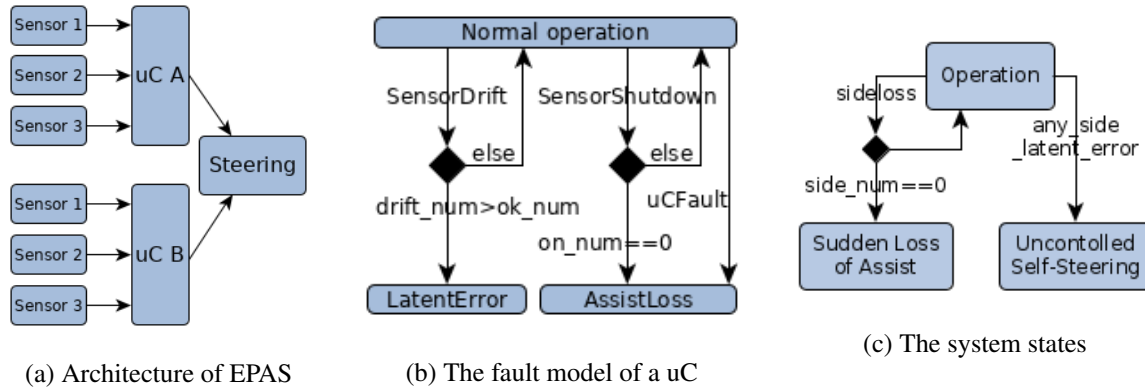 Sensor 1
Sensor 2
Sensor 3
uC A
Steering
Sensor 1
Sensor 2
Sensor 3
uC B
(a) Architecture of EPAS
Normal operation
SensorDrift
SensorShutdown
else
else
drift_num>ok_num
uCFault
on_num==0
LatentError
AssistLoss
(b) The fault model of a uC
Operation
sideloss
any_side
_latent_error
side_num==0
Sudden Loss
of Assist
Uncontolled
Self-Steering
(c) The system states